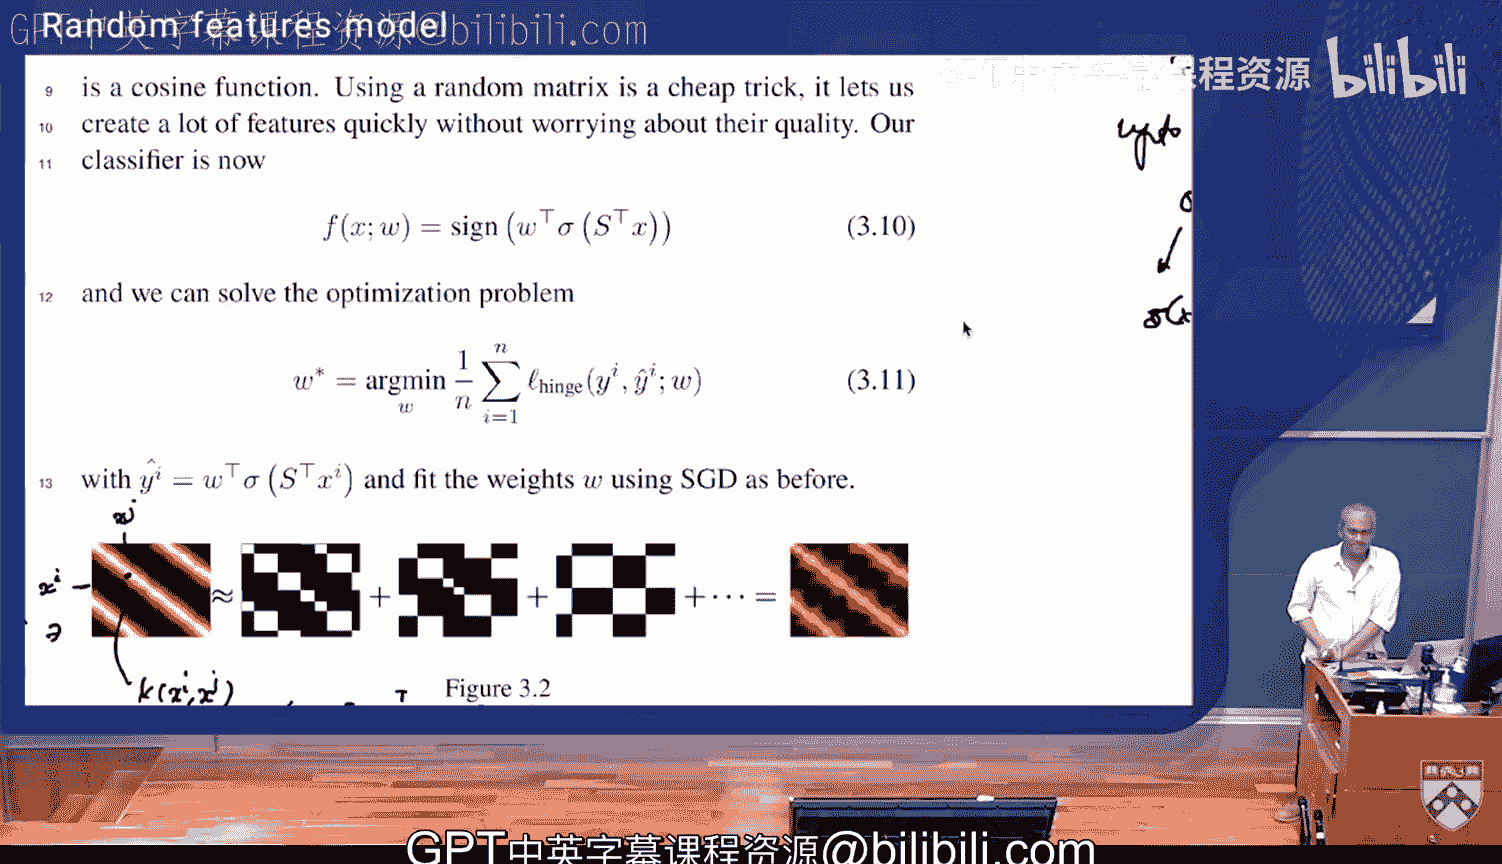 Random features model
GPT中英字幕课程资源@bilibili.com
课程资源 bilibili
9 is a cosine function. Using a random matrix is a cheap trick, it lets us
10 create a lot of features quickly without worrying about their quality. Our
11 classifier is now
f(x; w) = sign (w⊤σ (S⊤x)) (3.10)
12 and we can solve the optimization problem
w* = argmin_w 1/n ∑_{i=1}^{n} ℓ_hinge(y^i, ŷ^i; w) (3.11)
13 with ŷ^i = w⊤σ (S⊤x^i) and fit the weights w using SGD as before.
x^j
x^i
≈ + + + ··· =
k(x^i, x^j)
Figure 3.2
GPT中英字幕课程资源@bilibili.com